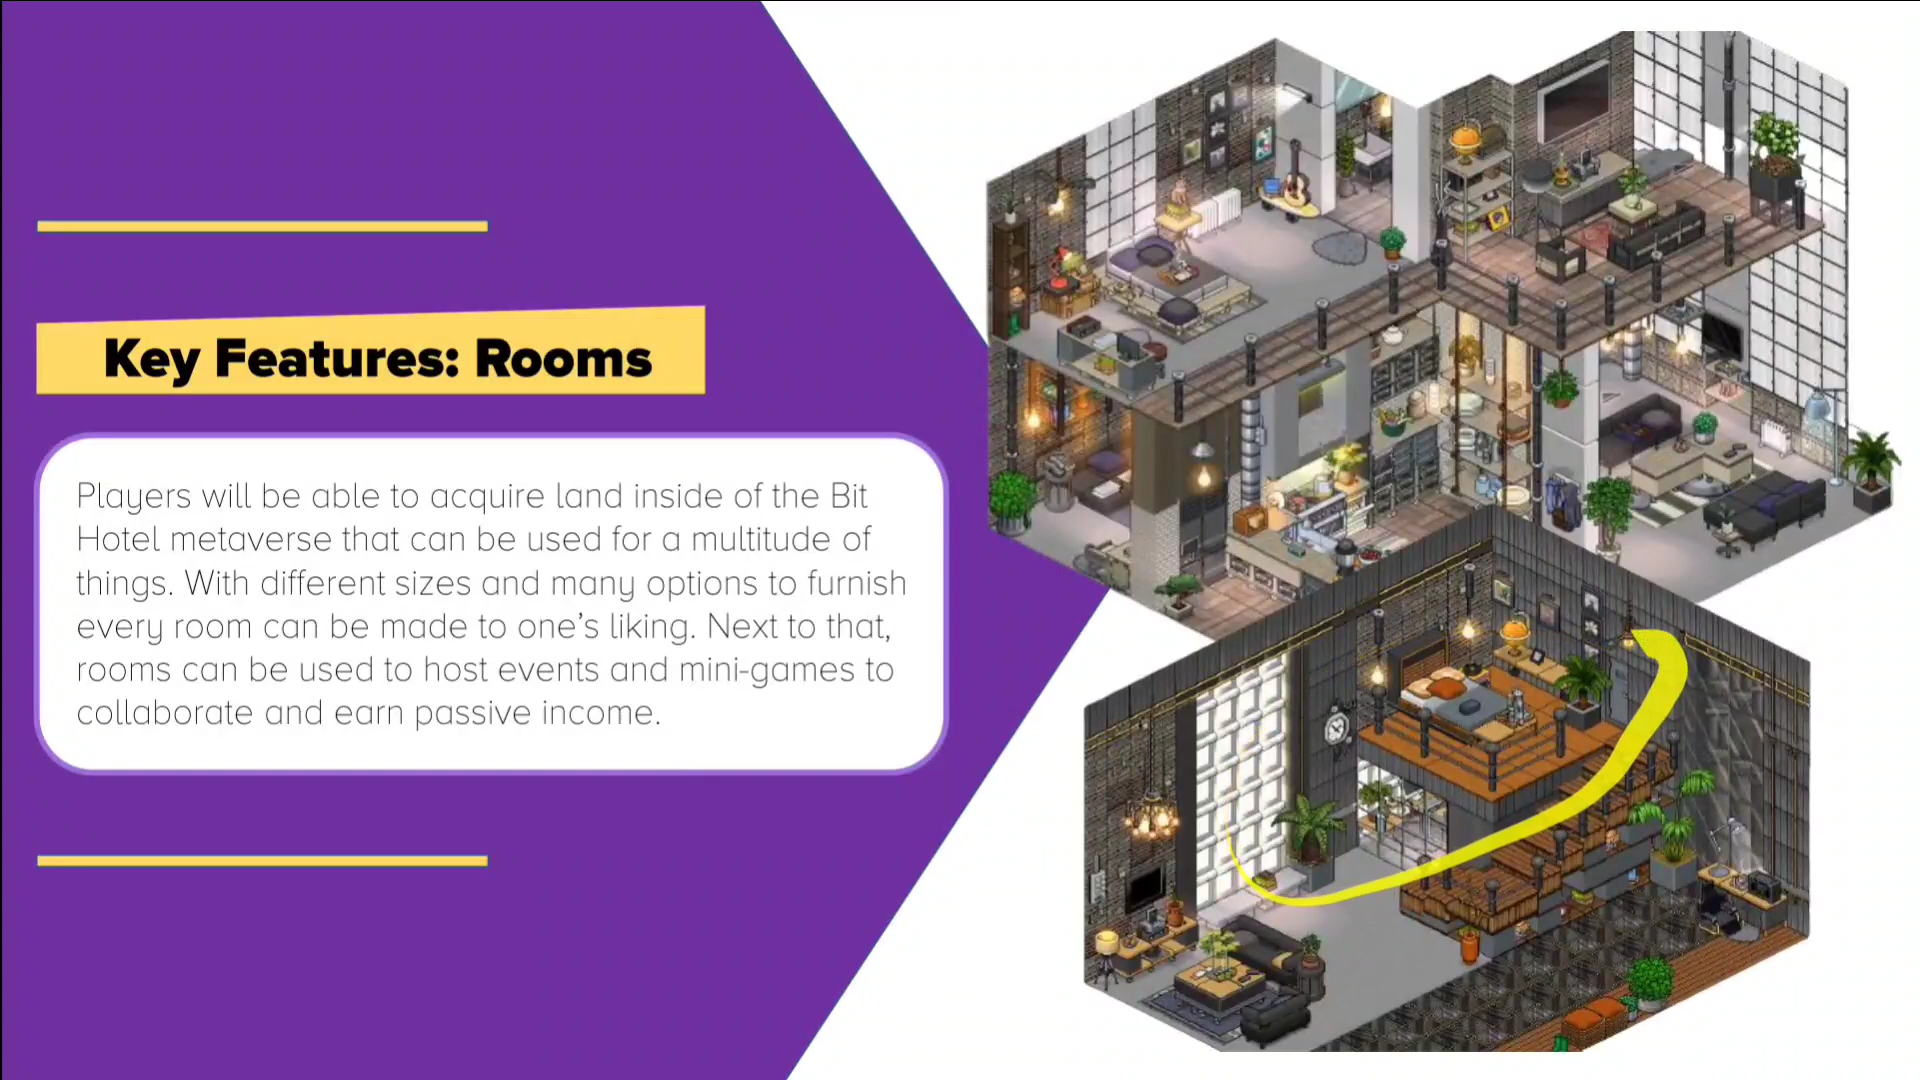 Key Features: Rooms
Players will be able to acquire land inside of the Bit
Hotel metaverse that can be used for a multitude of
things. With different sizes and many options to furnish
every room can be made to one’s liking. Next to that,
rooms can be used to host events and mini-games to
collaborate and earn passive income.